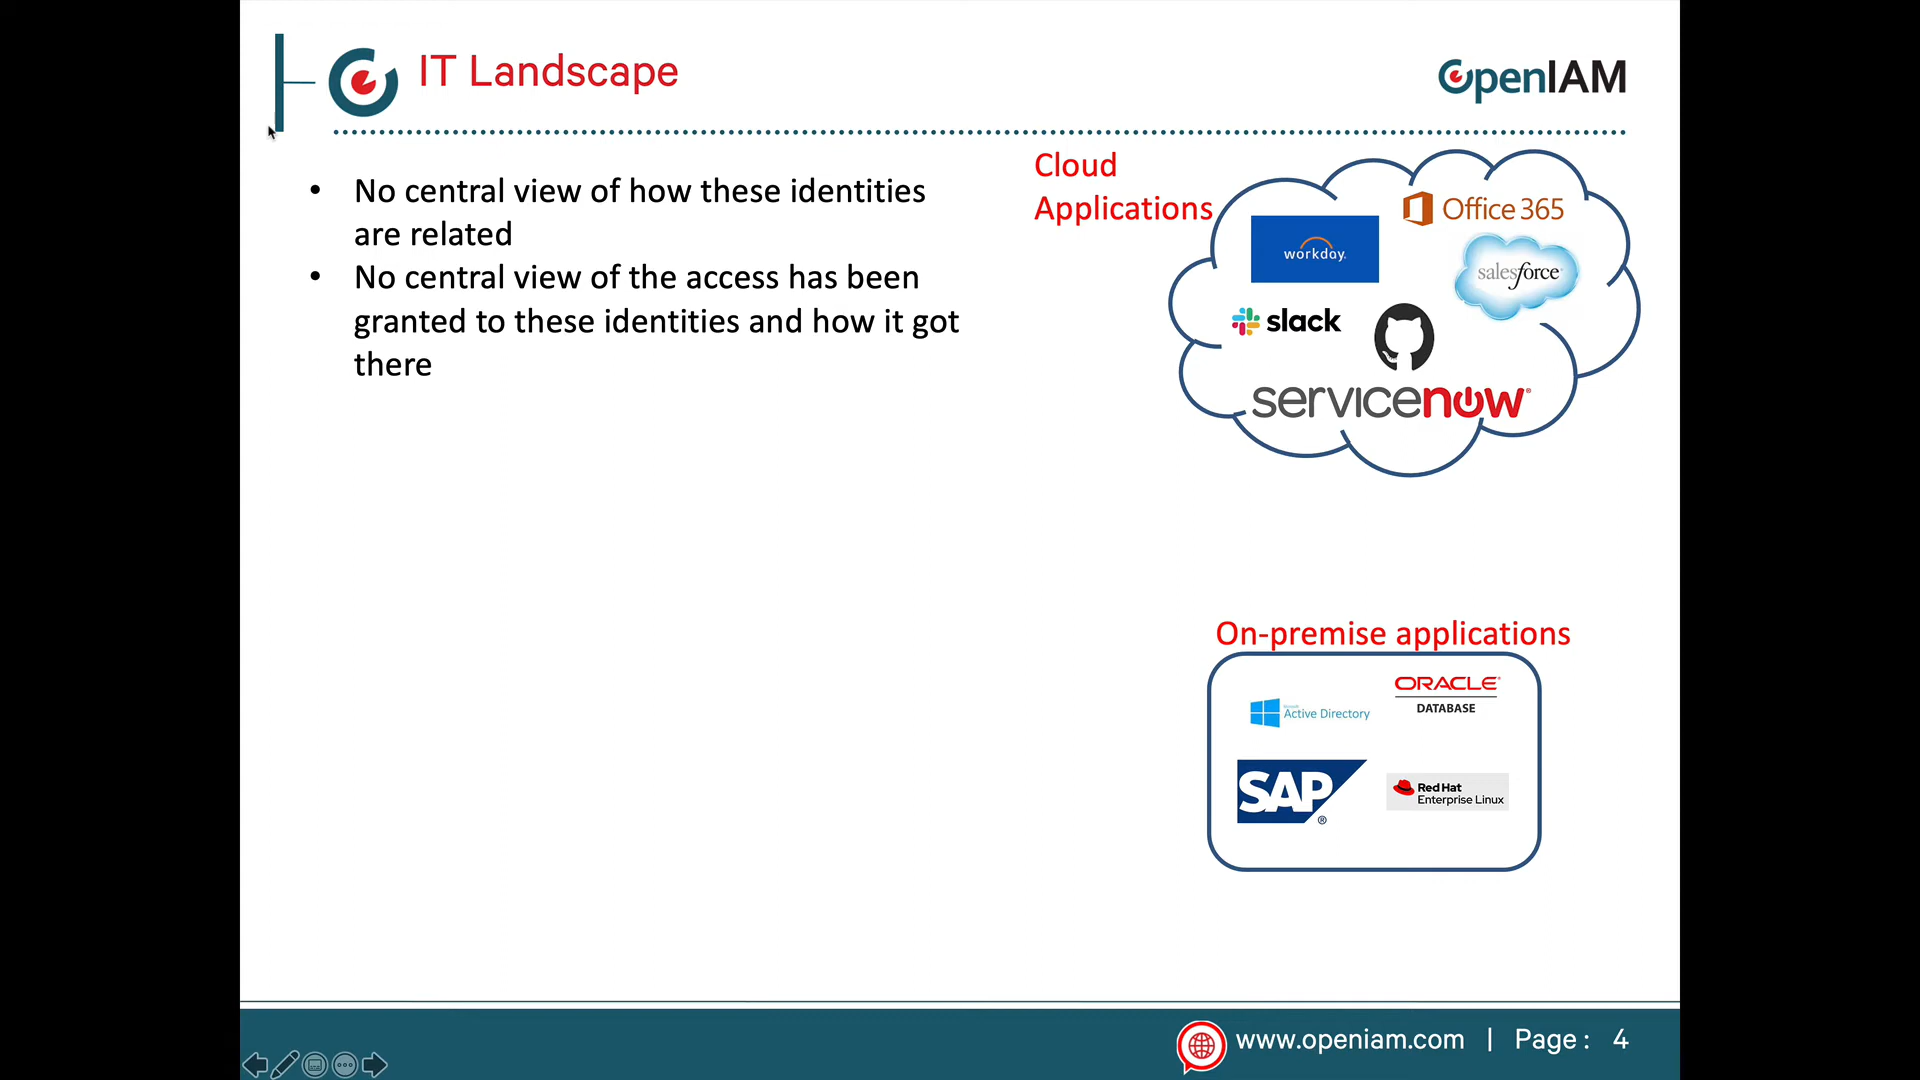 IT Landscape
OpenIAM
• No central view of how these identities
are related
• No central view of the access has been
granted to these identities and how it got
there
Cloud
Applications
Office 365
workday.
salesforce
slack
servicenow®
On-premise applications
ORACLE®
DATABASE
Active Directory
SAP®
Red Hat
Enterprise Linux
www.openiam.com | Page : 4